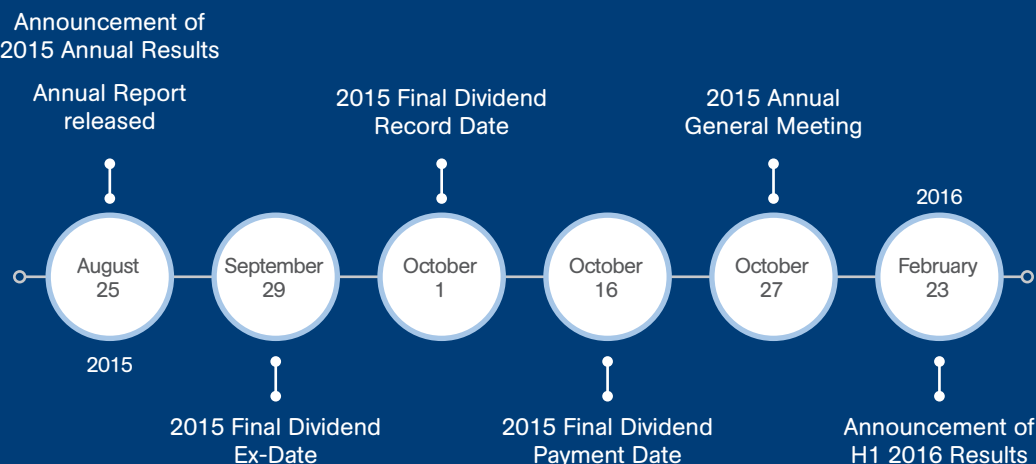 Announcement of
2015 Annual Results
Annual Report
released
August
25
2015
September
29
2015 Final Dividend
Ex-Date
2015 Final Dividend
Record Date
October
1
October
16
2015 Final Dividend
Payment Date
2015 Annual
General Meeting
October
27
2016
February
23
Announcement of
H1 2016 Results